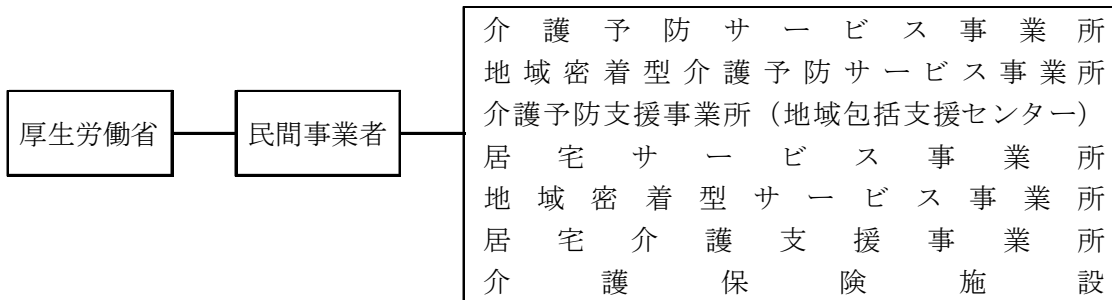 厚生労働省
民間事業者
介護予防サービス事業所
地域密着型介護予防サービス事業所
介護予防支援事業所（地域包括支援センター）
居宅サービス事業所
地域密着型サービス事業所
居宅介護支援事業所
介護保険施設